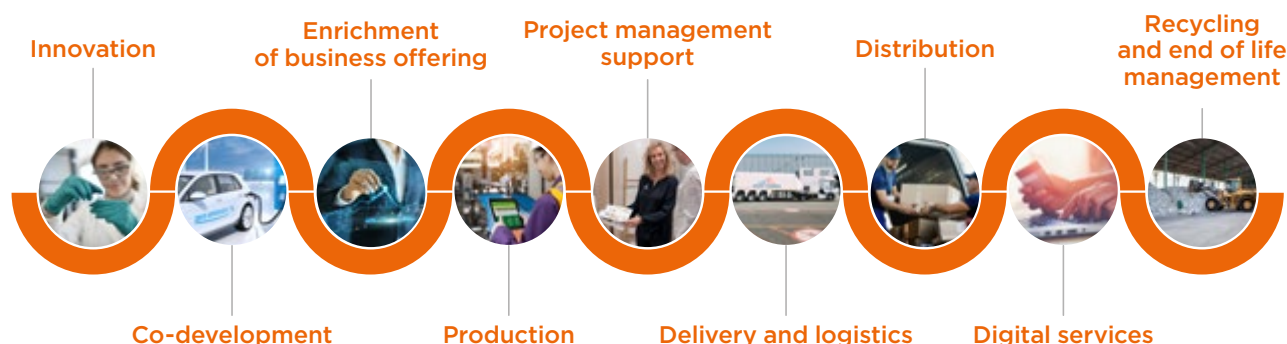 Innovation
Co-development
Enrichment
of business offering
Production
Project management
support
Delivery and logistics
Distribution
Digital services
Recycling
and end of life
management